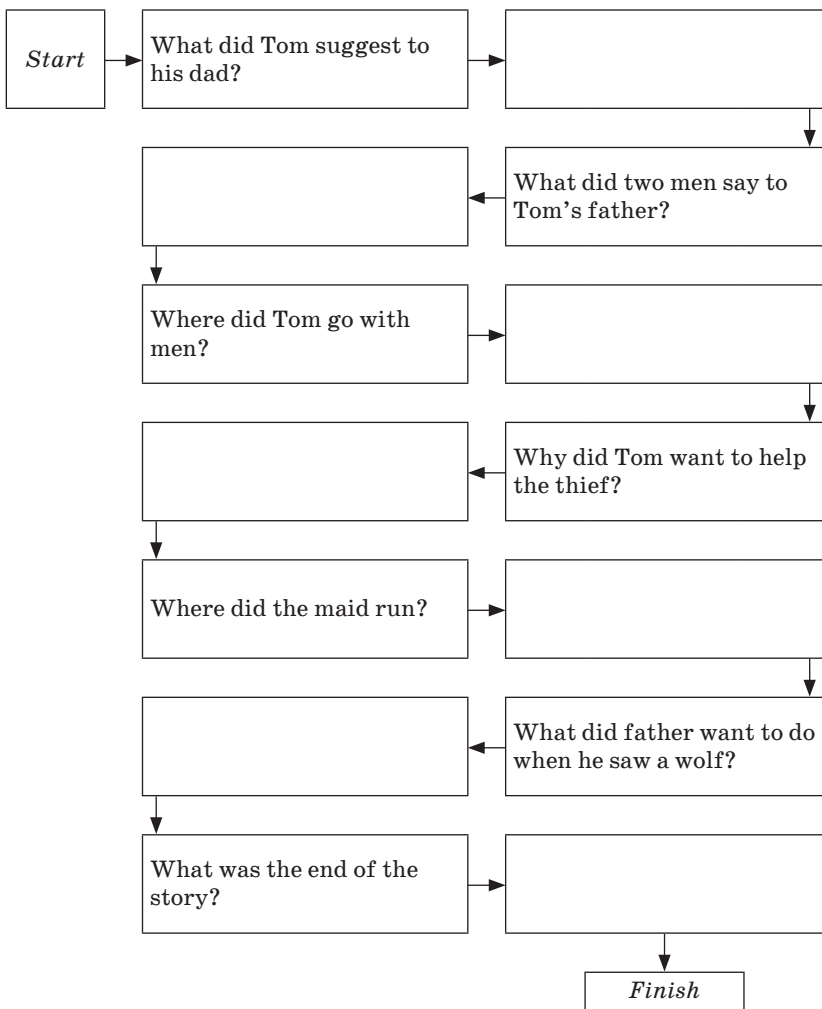 Start
What did Tom suggest to
his dad?
What did two men say to
Tom's father?
Where did Tom go with
men?
Why did Tom want to help
the thief?
Where did the maid run?
What did father want to do
when he saw a wolf?
What was the end of the
story?
Finish